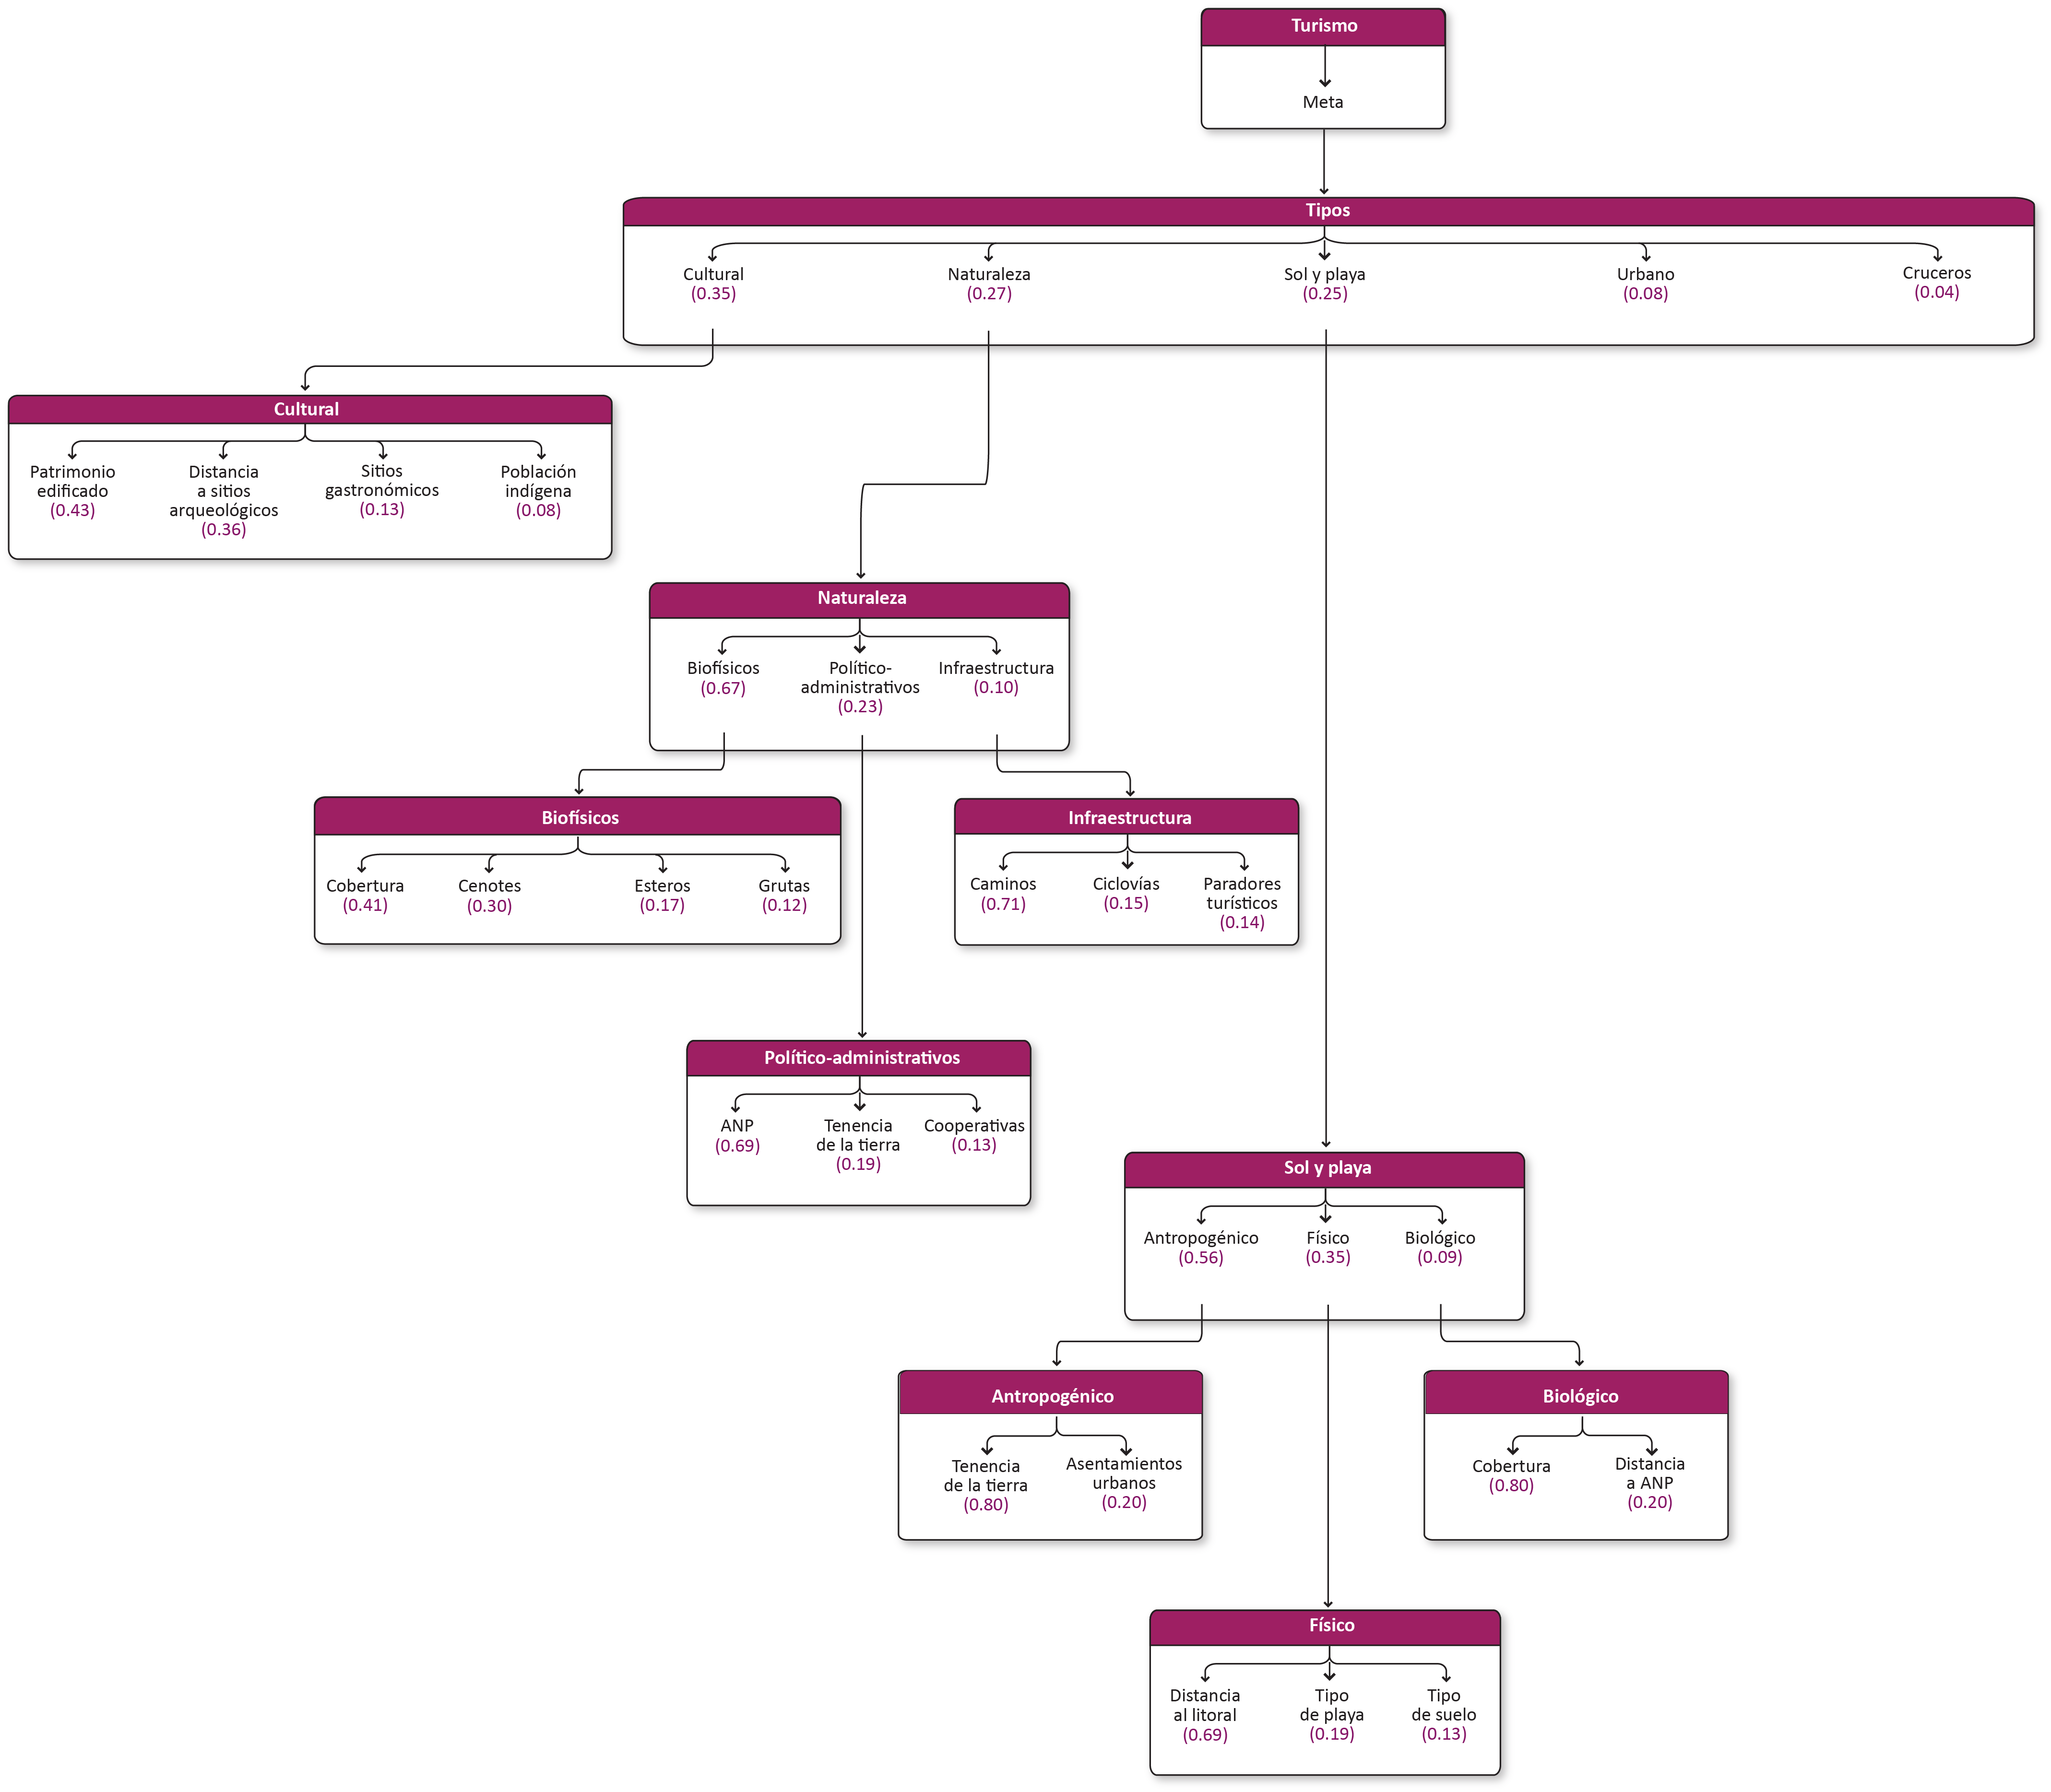 Turismo
Meta
Tipos
Cultural
(0.35)
Naturaleza
(0.27)
Sol y playa
(0.25)
Urbano
(0.08)
Cruceros
(0.04)
Cultural
Patrimonio
edificado
(0.43)
Distancia
a sitios
arqueológicos
(0.36)
Sitios
gastronómicos
(0.13)
Población
indígena
(0.08)
Naturaleza
Biofísicos
(0.67)
Político-
administrativos
(0.23)
Infraestructura
(0.10)
Biofísicos
Cobertura
(0.41)
Cenotes
(0.30)
Esteros
(0.17)
Grutas
(0.12)
Infraestructura
Caminos
(0.71)
Ciclovías
(0.15)
Paradores
turísticos
(0.14)
Político-administrativos
ANP
(0.69)
Tenencia
de la tierra
(0.19)
Cooperativas
(0.13)
Sol y playa
Antropogénico
(0.56)
Físico
(0.35)
Biológico
(0.09)
Antropogénico
Tenencia
de la tierra
(0.80)
Asentamientos
urbanos
(0.20)
Biológico
Cobertura
(0.80)
Distancia
a ANP
(0.20)
Físico
Distancia
al litoral
(0.69)
Tipo
de playa
(0.19)
Tipo
de suelo
(0.13)